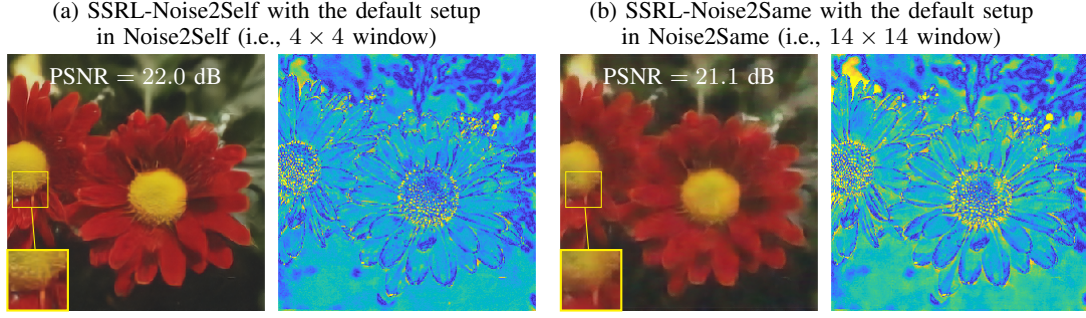 (a) SSRL-Noise2Self with the default setup
in Noise2Self (i.e., 4 × 4 window)
(b) SSRL-Noise2Same with the default setup
in Noise2Same (i.e., 14 × 14 window)
PSNR = 22.0 dB
PSNR = 21.1 dB